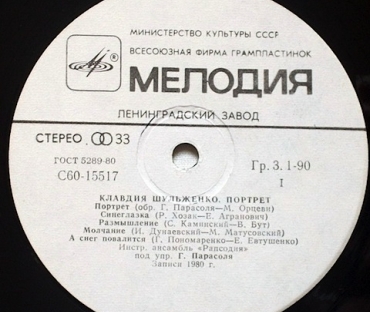 МИНИСТЕРСТВО КУЛЬТУРЫ СССР
ВСЕСОЮЗНАЯ ФИРМА ГРАМПЛАСТИНОК
® МЕЛОДИЯ
ЛЕНИНГРАДСКИЙ ЗАВОД
СТЕРЕО 33
ГОСТ 5289-80
Гр. 3. 1-90
С60-15517
I
КЛАВДИЯ ШУЛЬЖЕНКО. ПОРТРЕТ
Портрет (обр. Г. Парасоля—М. Орцеви)
Синеглазка (Р. Хозак—Е. Агранович)
Размышление (С. Каминский—В. Бут)
Молчание (И. Дунаевский—М. Матусовский)
А снег повалится (Г. Пономаренко—Е. Евтушенко)
Инстр. ансамбль «Рапсодия»
под упр. Г. Парасоля
Записи 1980 г.